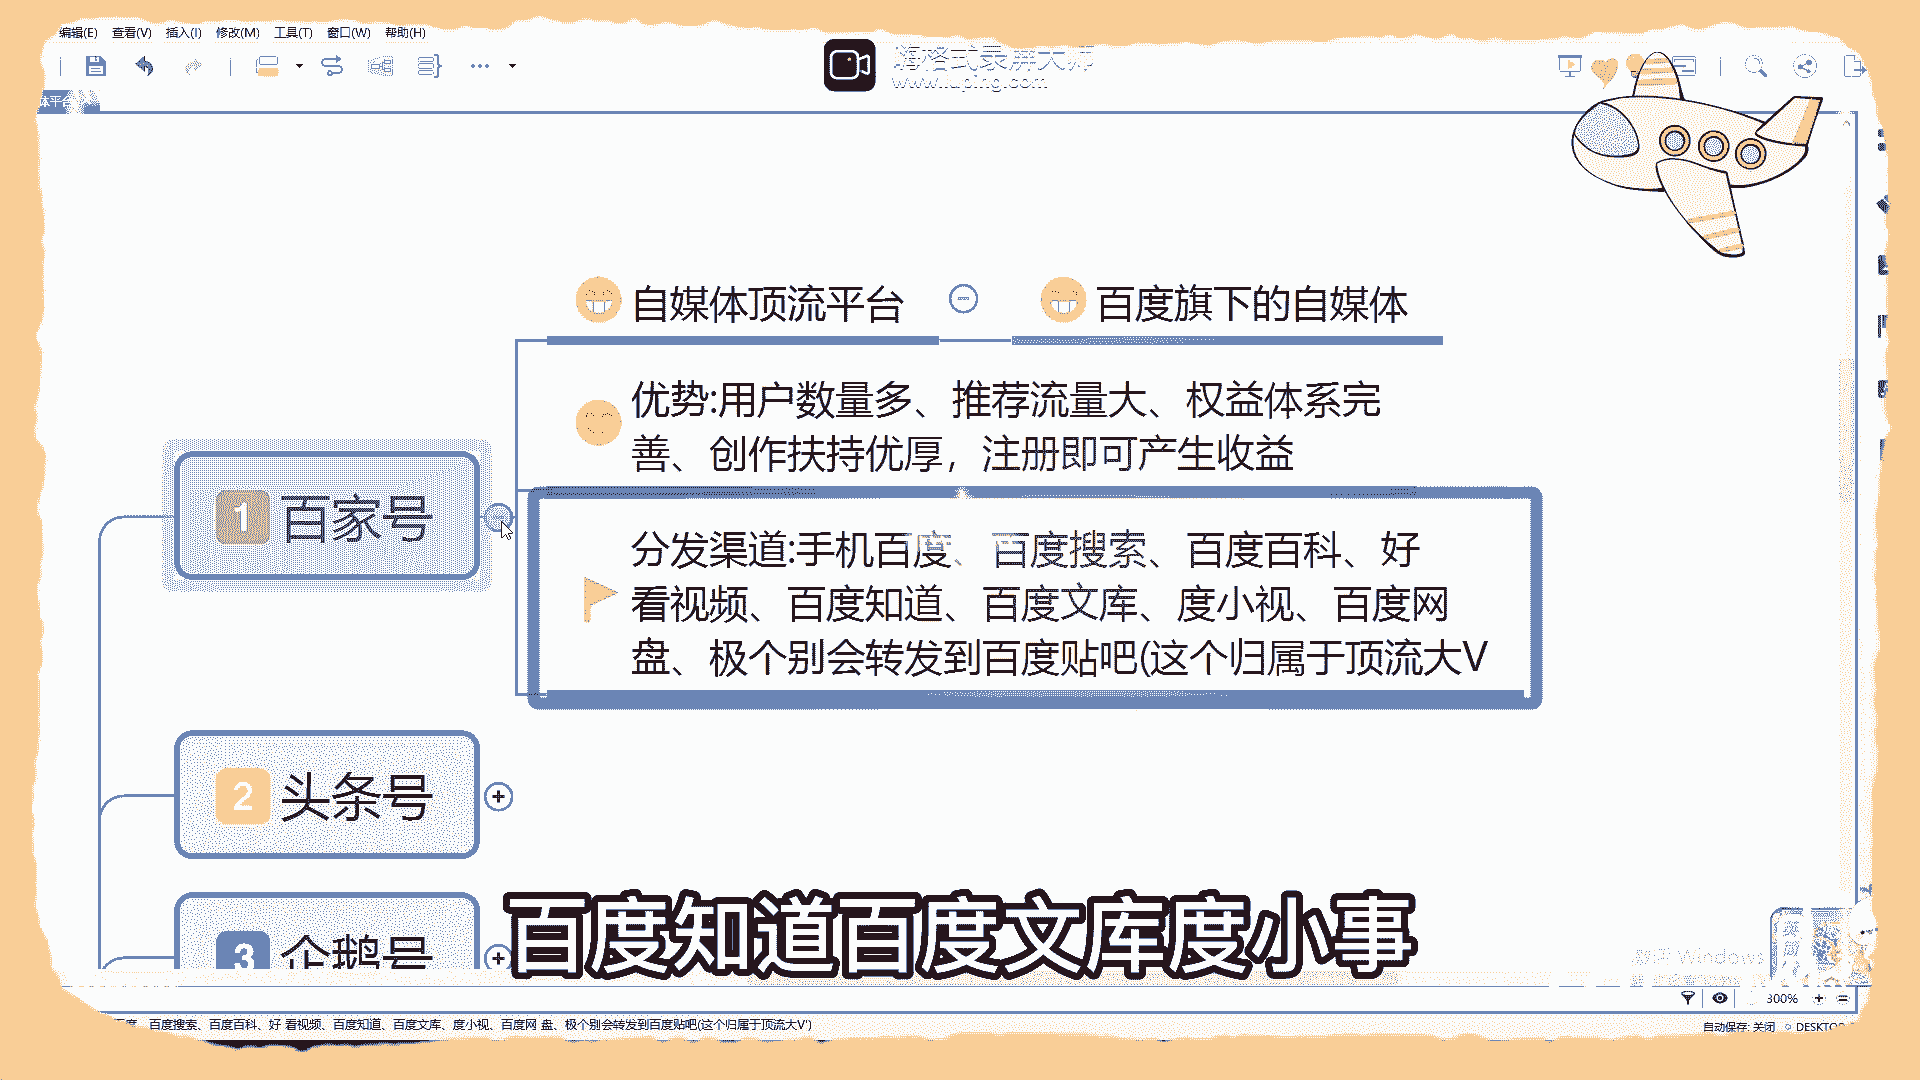 编辑(E) 查看(V) 插入(I) 修改(M) 工具(T) 窗口(W) 帮助(H)
嗨格式录屏大师
www.luping.com
体平台
自媒体顶流平台
百度旗下的自媒体
优势:用户数量多、推荐流量大、权益体系完
善、创作扶持优厚，注册即可产生收益
1 百家号
分发渠道:手机百度、百度搜索、百度百科、好
看视频、百度知道、百度文库、度小视、百度网
盘、极个别会转发到百度贴吧(这个归属于顶流大V
2 头条号
3 企鹅号
百度知道百度文库度小事
300%
百度搜索、百度百科、好 看视频、百度知道、百度文库、度小视、百度网 盘、极个别会转发到百度贴吧(这个归属于顶流大V')
自动保存: 关闭